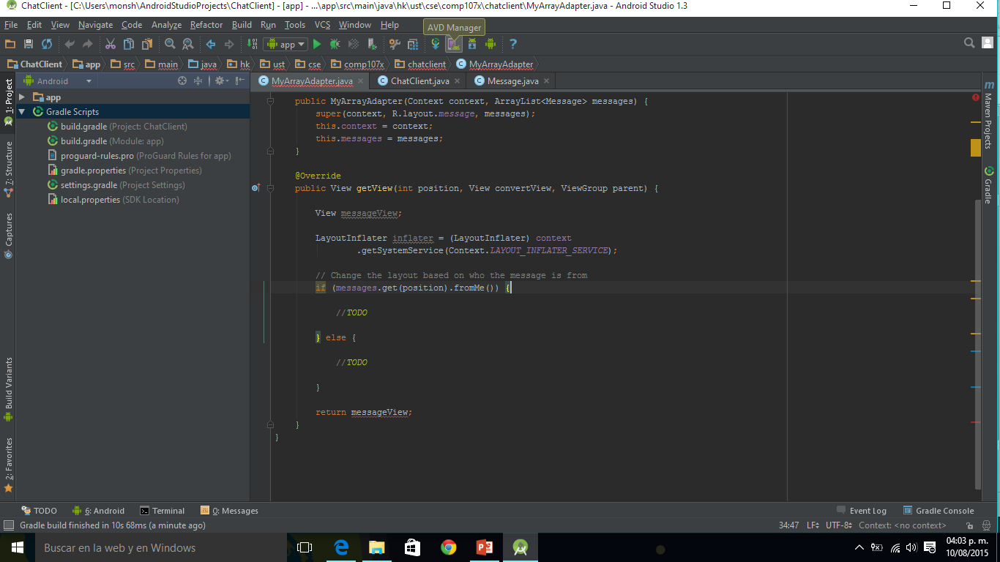 ChatClient - [C:\Users\monsh\AndroidStudioProjects\ChatClient] - [app] - ...\app\src\main\java\hk\ust\cse\comp107x\chatclient\MyArrayAdapter.java - Android Studio 1.3
File Edit View Navigate Code Analyze Refactor Build Run Tools VCS Window Help
AVD Manager
app
ChatClient app src main java hk ust cse comp107x chatclient MyArrayAdapter
Android
MyArrayAdapter.java ChatClient.java Message.java
1: Project
7: Structure
Captures
Build Variants
2: Favorites
app
Gradle Scripts
build.gradle (Project: ChatClient)
build.gradle (Module: app)
proguard-rules.pro (ProGuard Rules for app)
gradle.properties (Project Properties)
settings.gradle (Project Settings)
local.properties (SDK Location)
public MyArrayAdapter(Context context, ArrayList<Message> messages) {
super(context, R.layout.message, messages);
this.context = context;
this.messages = messages;
}
@Override
public View getView(int position, View convertView, ViewGroup parent) {
View messageView;
LayoutInflater inflater = (LayoutInflater) context
.getSystemService(Context.LAYOUT_INFLATER_SERVICE);
// Change the layout based on who the message is from
if (messages.get(position).fromMe()) {
//TODO
} else {
//TODO
}
return messageView;
}
}
Maven Projects
Gradle
TODO 6: Android Terminal 0: Messages Event Log Gradle Console
Gradle build finished in 10s 68ms (a minute ago) 34:47 LF UTF-8 Context: <no context>
Buscar en la web y en Windows
04:03 p. m.
10/08/2015